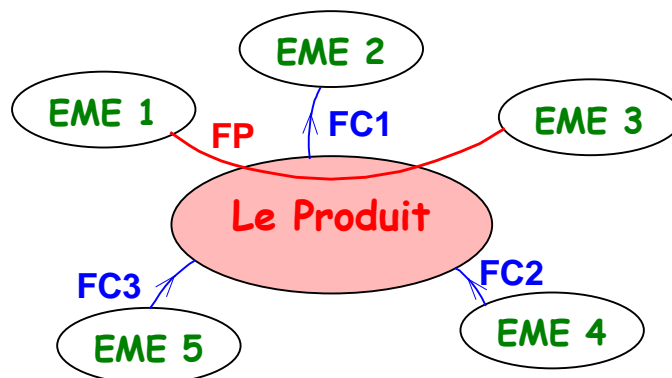 EME 2
EME 1
FP
FC1
EME 3
Le Produit
FC3
FC2
EME 5
EME 4